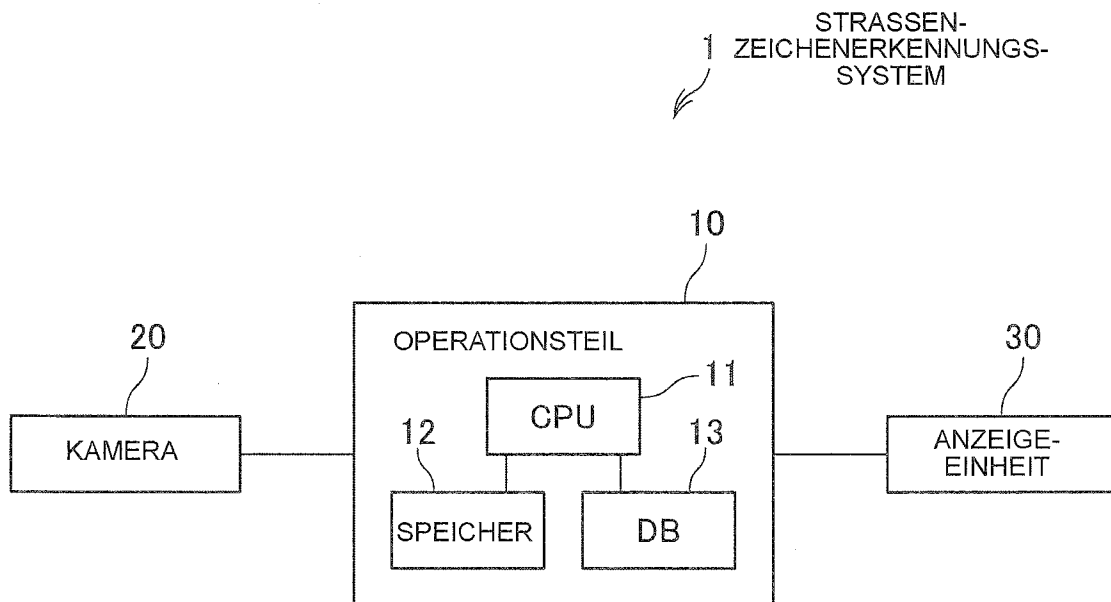 STRASSEN-
1 ZEICHENERKENNUNGS-
SYSTEM
10
20
OPERATIONSTEIL
30
11
KAMERA
12
CPU
13
ANZEIGE-
EINHEIT
SPEICHER
DB